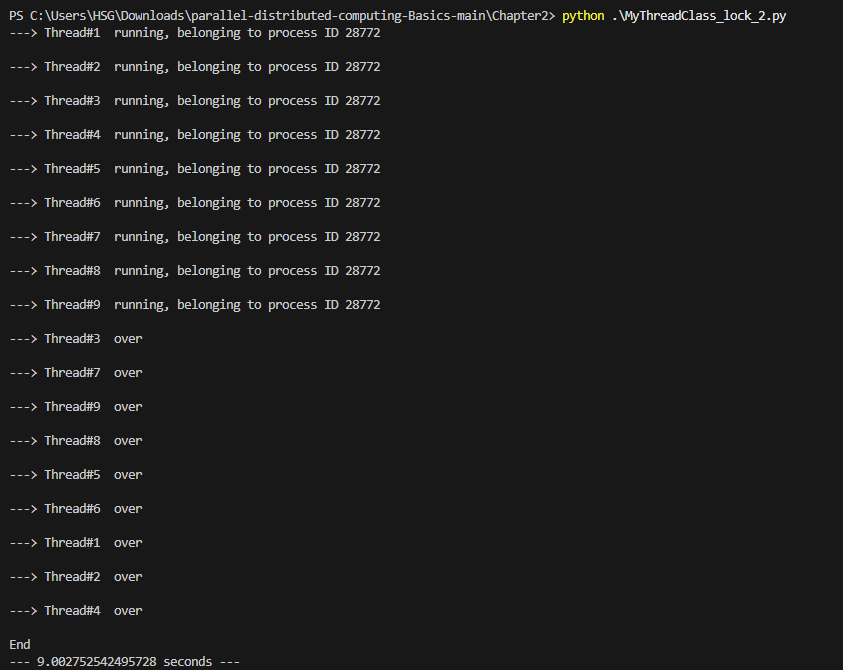 PS C:\Users\HSG\Downloads\parallel-distributed-computing-Basics-main\Chapter2> python .\MyThreadClass_lock_2.py
---> Thread#1  running, belonging to process ID 28772
---> Thread#2  running, belonging to process ID 28772
---> Thread#3  running, belonging to process ID 28772
---> Thread#4  running, belonging to process ID 28772
---> Thread#5  running, belonging to process ID 28772
---> Thread#6  running, belonging to process ID 28772
---> Thread#7  running, belonging to process ID 28772
---> Thread#8  running, belonging to process ID 28772
---> Thread#9  running, belonging to process ID 28772
---> Thread#3  over
---> Thread#7  over
---> Thread#9  over
---> Thread#8  over
---> Thread#5  over
---> Thread#6  over
---> Thread#1  over
---> Thread#2  over
---> Thread#4  over
End
--- 9.002752542495728 seconds ---